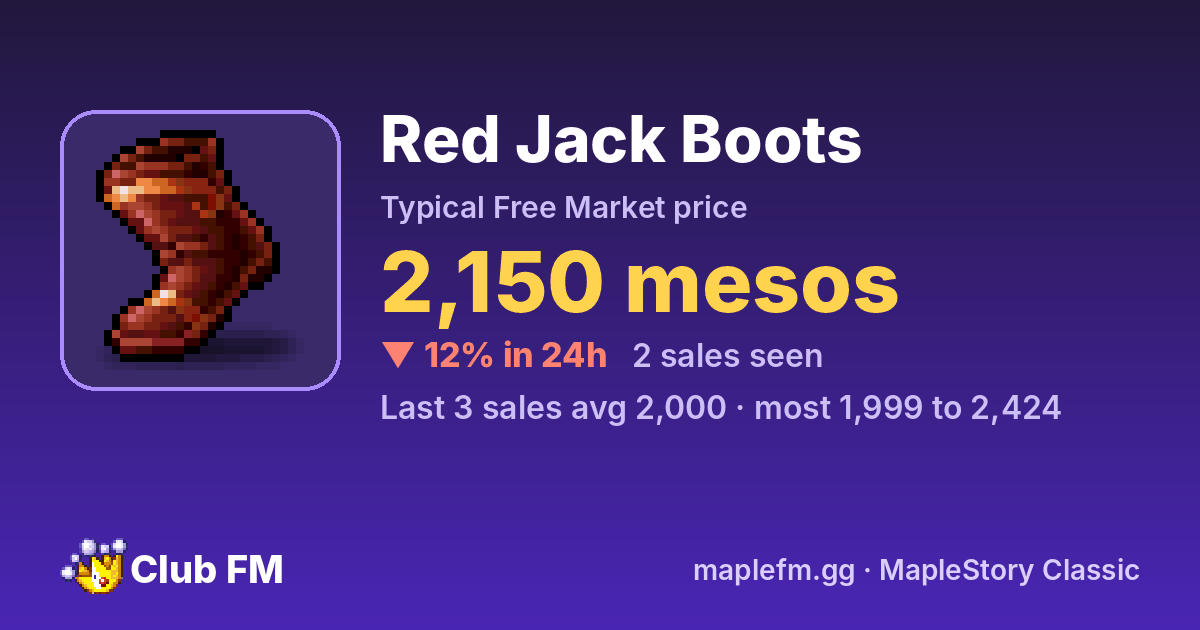 Red Jack Boots
Typical Free Market price
2,150 mesos
▼ 12% in 24h 2 sales seen
Last 3 sales avg 2,000 · most 1,999 to 2,424
Club FM
maplefm.gg · MapleStory Classic